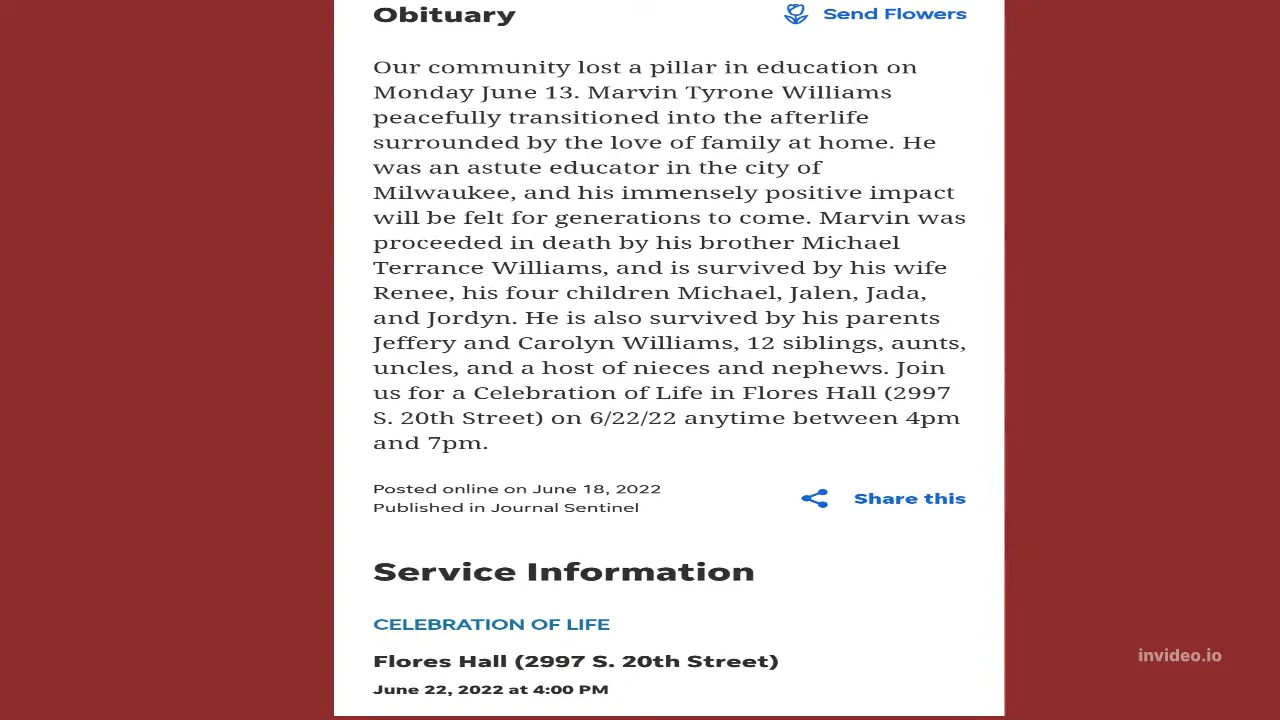 Obituary
Send Flowers
Our community lost a pillar in education on
Monday June 13. Marvin Tyrone Williams
peacefully transitioned into the afterlife
surrounded by the love of family at home. He
was an astute educator in the city of
Milwaukee, and his immensely positive impact
will be felt for generations to come. Marvin was
proceeded in death by his brother Michael
Terrance Williams, and is survived by his wife
Renee, his four children Michael, Jalen, Jada,
and Jordyn. He is also survived by his parents
Jeffery and Carolyn Williams, 12 siblings, aunts,
uncles, and a host of nieces and nephews. Join
us for a Celebration of Life in Flores Hall (2997
S. 20th Street) on 6/22/22 anytime between 4pm
and 7pm.
Posted online on June 18, 2022
Published in Journal Sentinel
Share this
Service Information
CELEBRATION OF LIFE
Flores Hall (2997 S. 20th Street)
June 22, 2022 at 4:00 PM
invideo.io